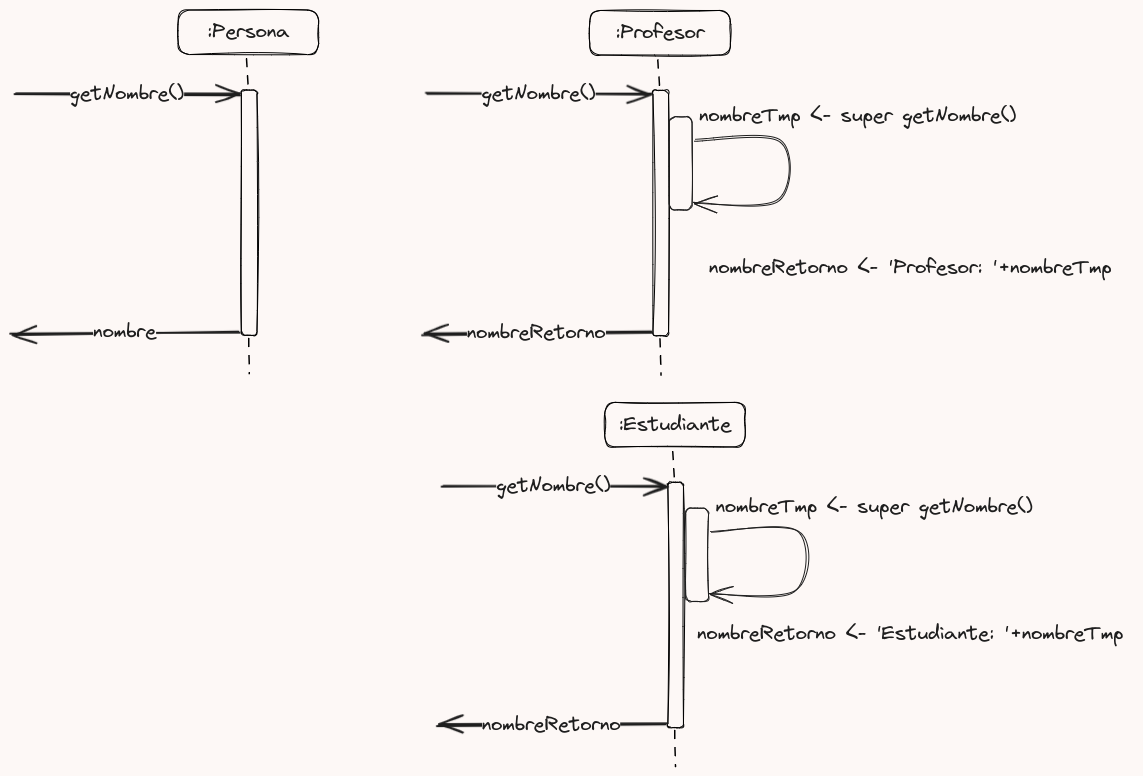 :Persona
getNombre()
nombre
:Profesor
getNombre()
nombreTmp <- super getNombre()
nombreRetorno <- 'Profesor: '+nombreTmp
nombreRetorno
:Estudiante
getNombre()
nombreTmp <- super getNombre()
nombreRetorno <- 'Estudiante: '+nombreTmp
nombreRetorno